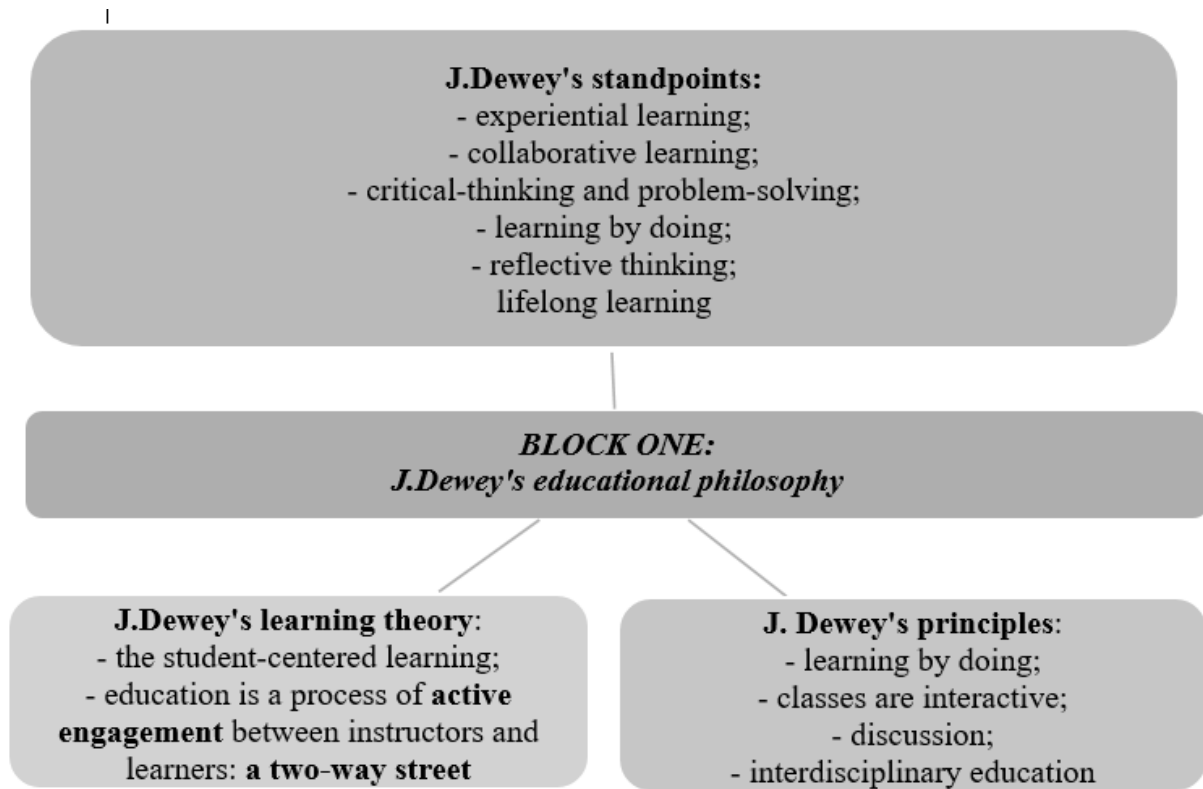 J.Dewey's standpoints:
- experiential learning;
- collaborative learning;
- critical-thinking and problem-solving;
- learning by doing;
- reflective thinking;
lifelong learning
BLOCK ONE:
J.Dewey's educational philosophy
J.Dewey's learning theory:
- the student-centered learning;
- education is a process of active
engagement between instructors and
learners: a two-way street
J. Dewey's principles:
- learning by doing;
- classes are interactive;
- discussion;
- interdisciplinary education